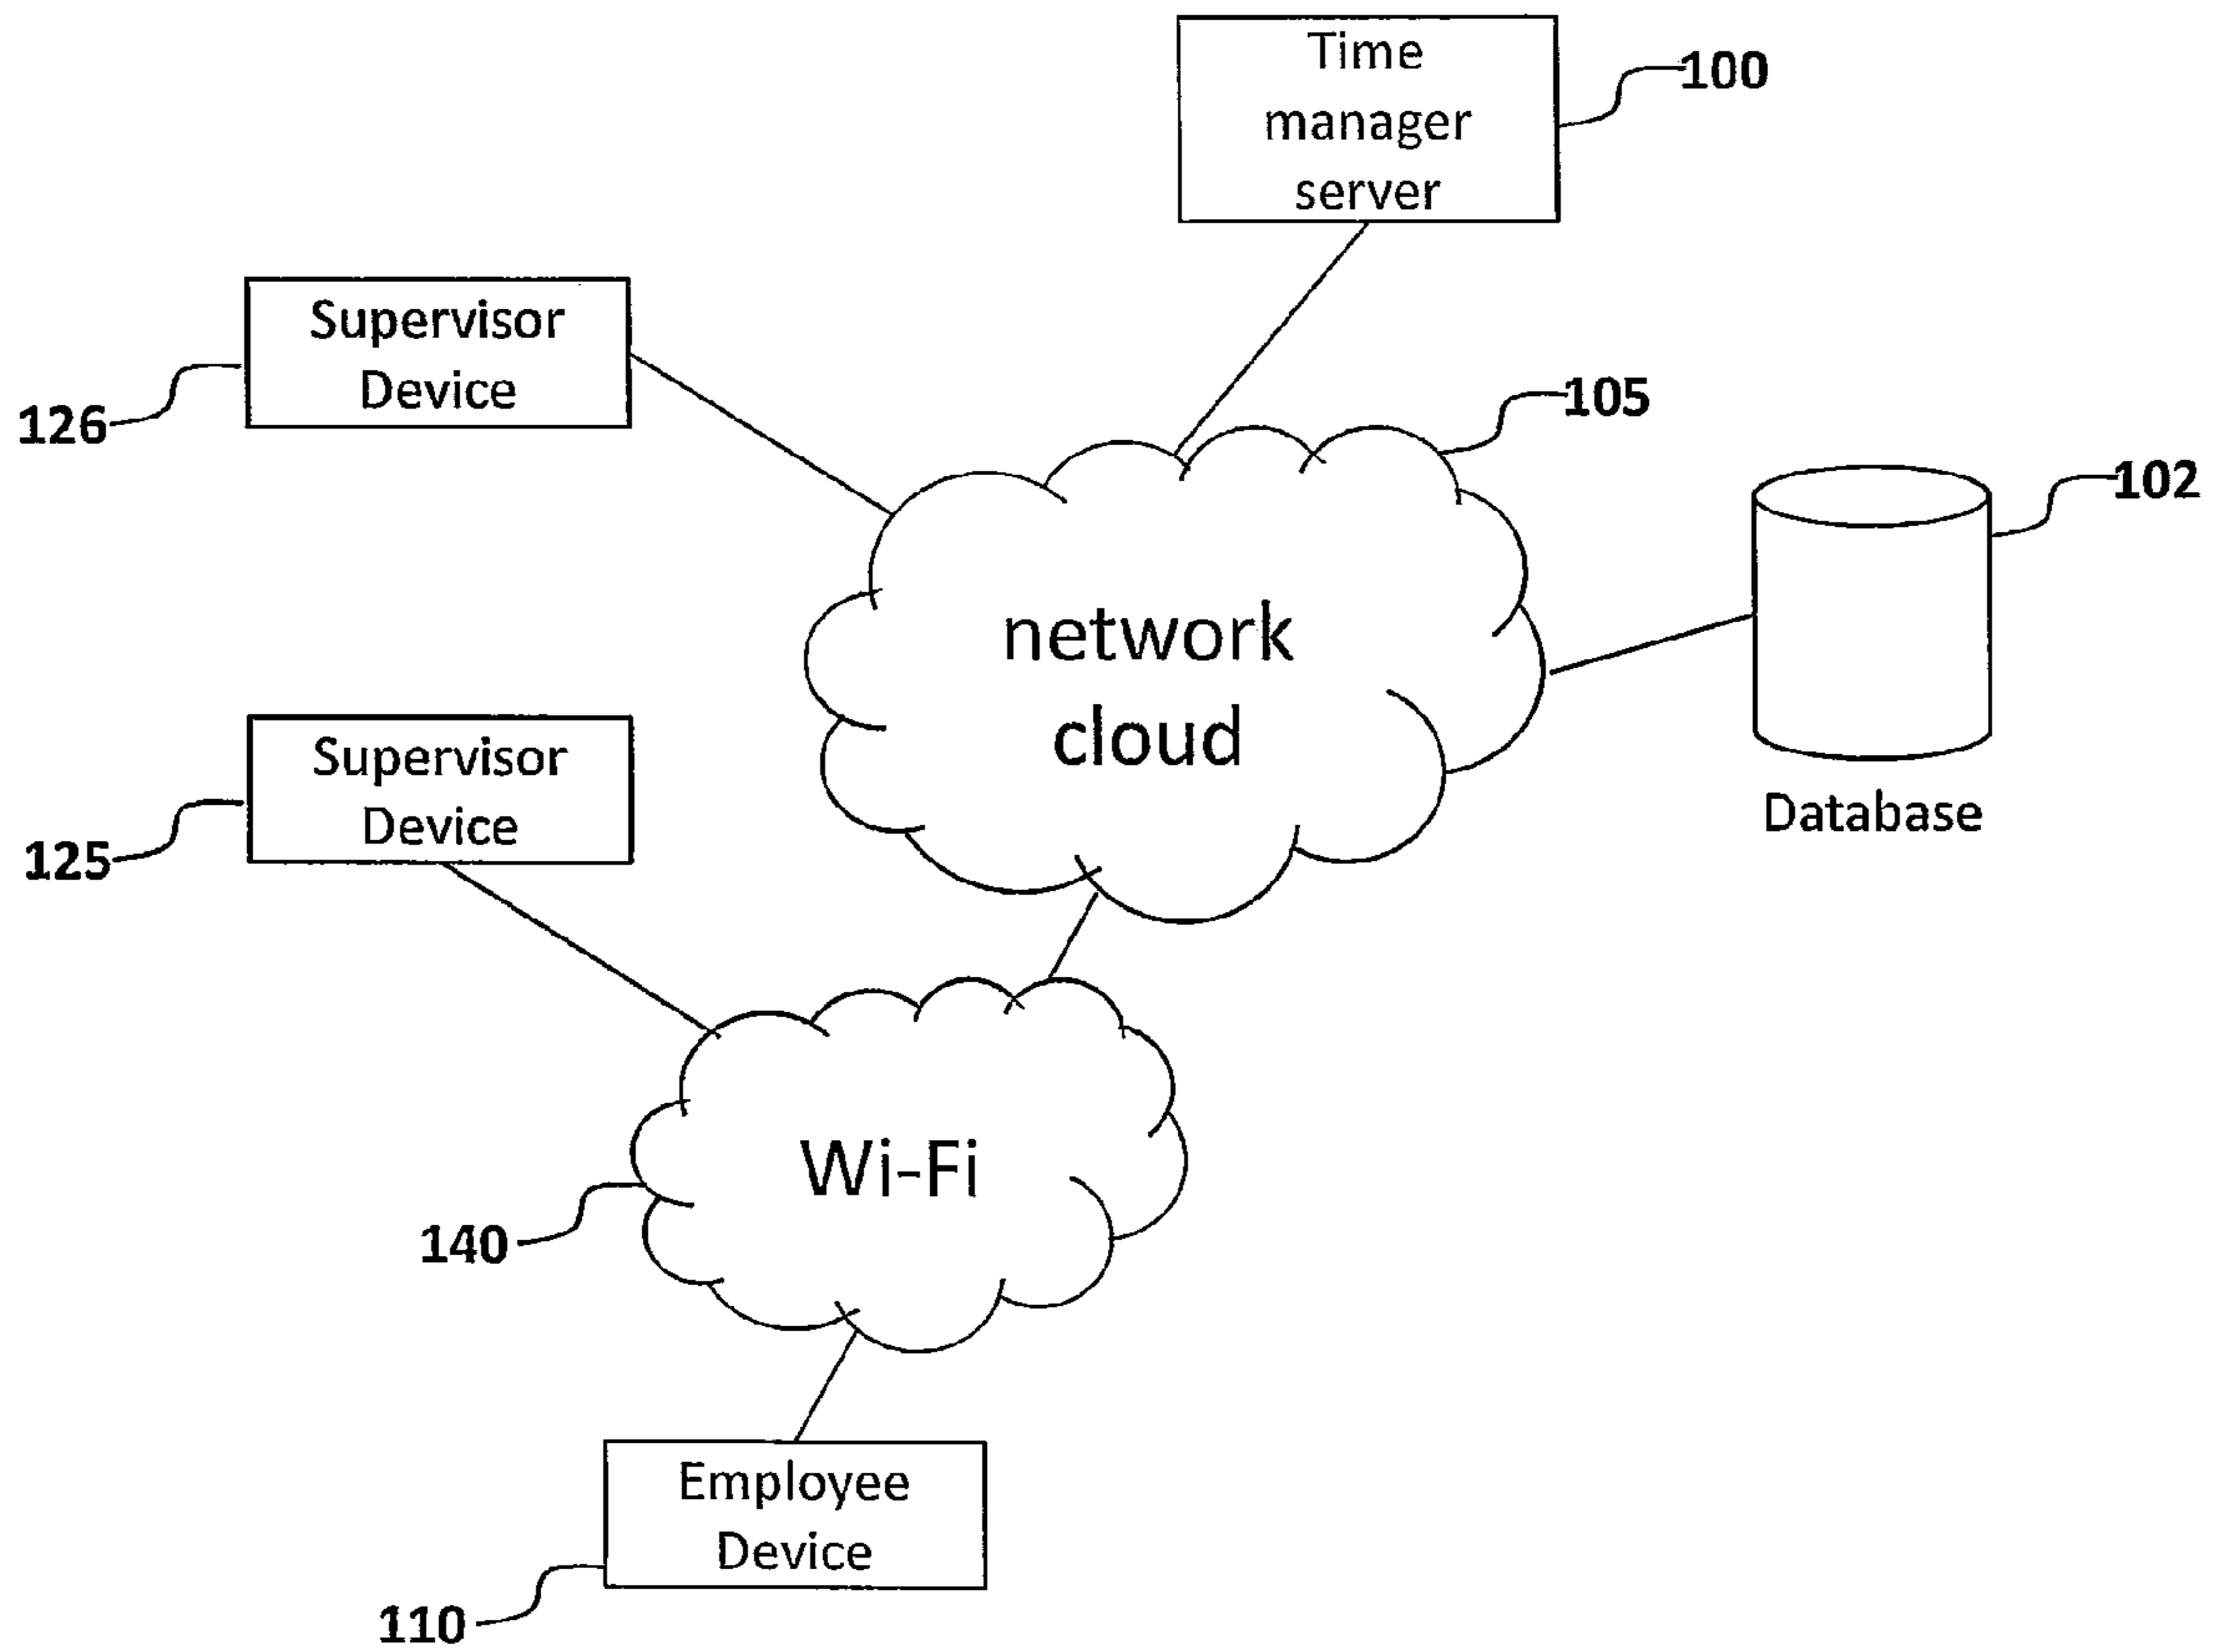 Time
manager
server
100
Supervisor
Device
126
105
102
network
cloud
Database
Supervisor
Device
125
Wi-Fi
140
Employee
Device
110